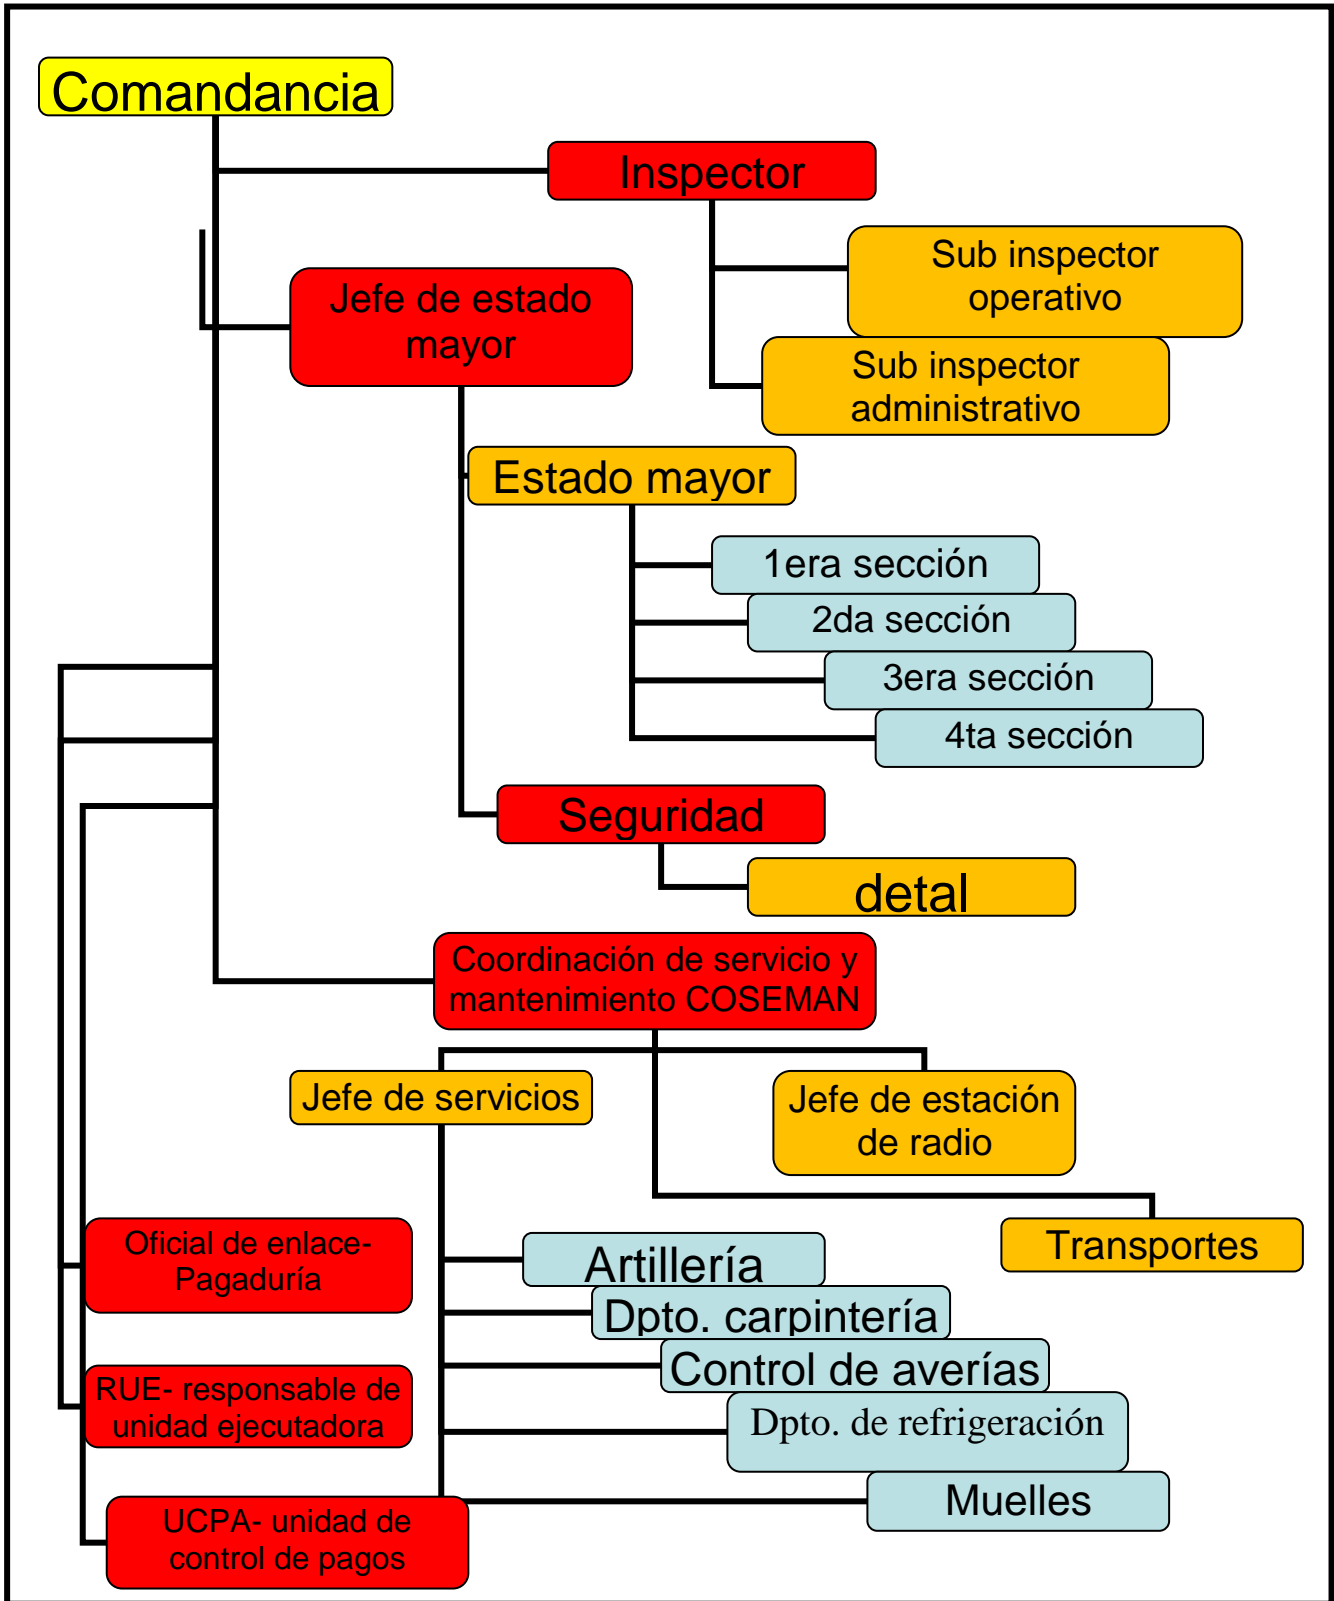 Comandancia
Inspector
Sub inspector
operativo
Jefe de estado
mayor
Sub inspector
administrativo
Estado mayor
1era sección
2da sección
3era sección
4ta sección
Seguridad
detal
Coordinación de servicio y
mantenimiento COSEMAN
Jefe de servicios
Jefe de estación
de radio
Oficial de enlace-
Pagaduría
Transportes
Artillería
Dpto. carpintería
Control de averías
RUE- responsable de
unidad ejecutadora
Dpto. de refrigeración
Muelles
UCPA- unidad de
control de pagos